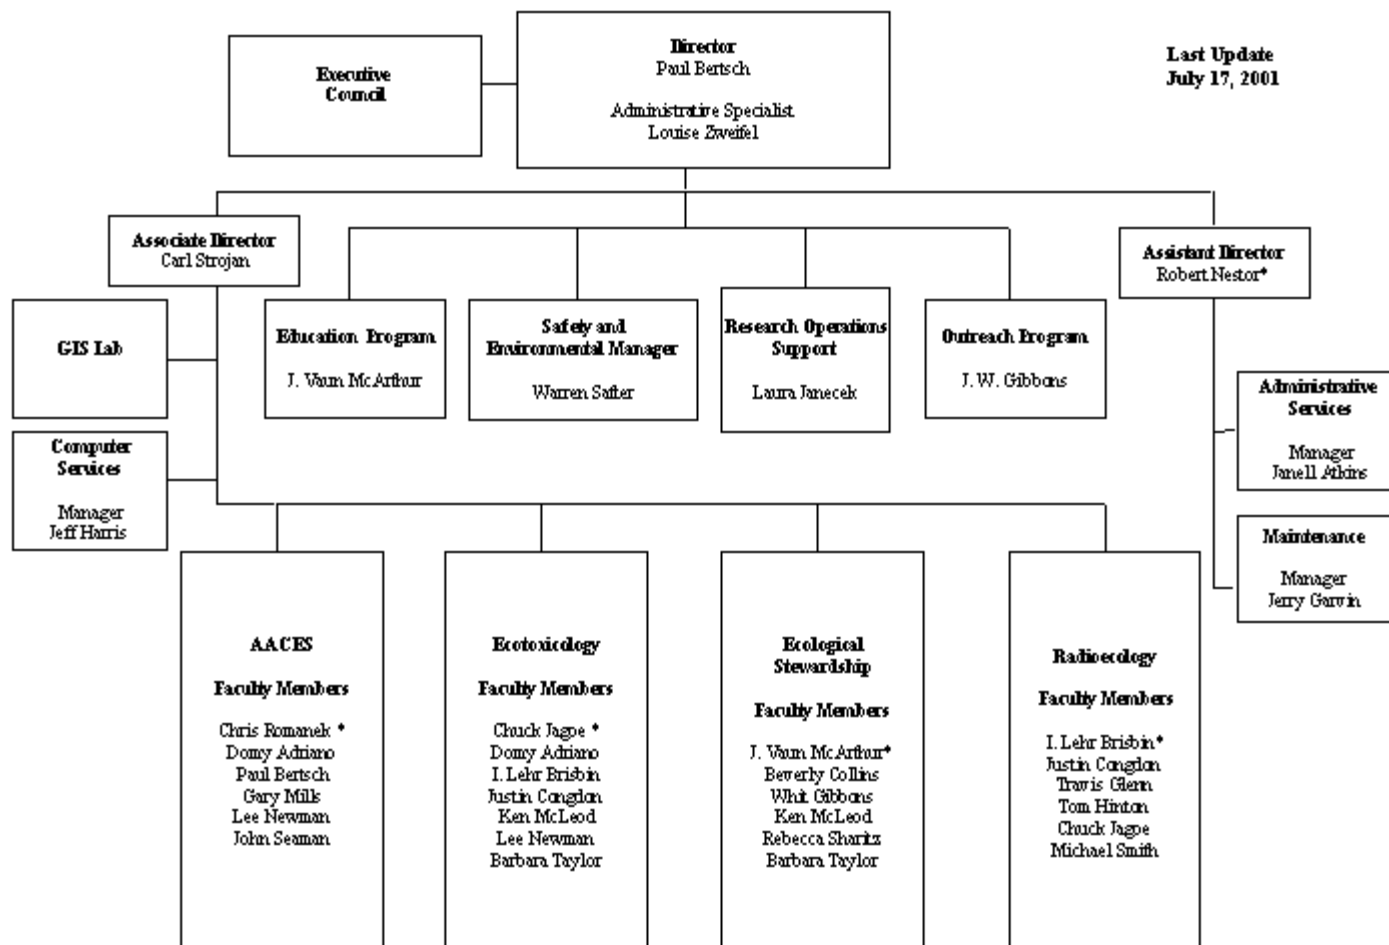 Executive
Council
Director
Paul Bertsch
Administrative Specialist
Louise Zweifel
Last Update
July 17, 2001
Associate Director
Carl Strojan
Assistant Director
Robert Nestor*
GIS Lab
Education Program
J. Vaun McArthur
Safety and
Environmental Manager
Warren Satter
Research Operations
Support
Laura Janecek
Outreach Program
J.W. Gibbons
Administrative
Services
Manager
Janell Atkins
Computer
Services
Manager
Jeff Harris
Maintenance
Manager
Jerry Garvin
AACES
Faculty Members
Chris Romanek *
Domy Adriano
Paul Bertsch
Gary Mills
Lee Newman
John Seaman
Ecotoxicology
Faculty Members
Chuck Jagoe *
Domy Adriano
I. Lehr Brisbin
Justin Congdon
Ken McLeod
Lee Newman
Barbara Taylor
Ecological
Stewardship
Faculty Members
J. Vaun McArthur*
Beverly Collins
Whit Gibbons
Ken McLeod
Rebecca Sharitz
Barbara Taylor
Radioecology
Faculty Members
I. Lehr Brisbin*
Justin Congdon
Travis Glenn
Tom Hinton
Chuck Jagoe
Michael Smith